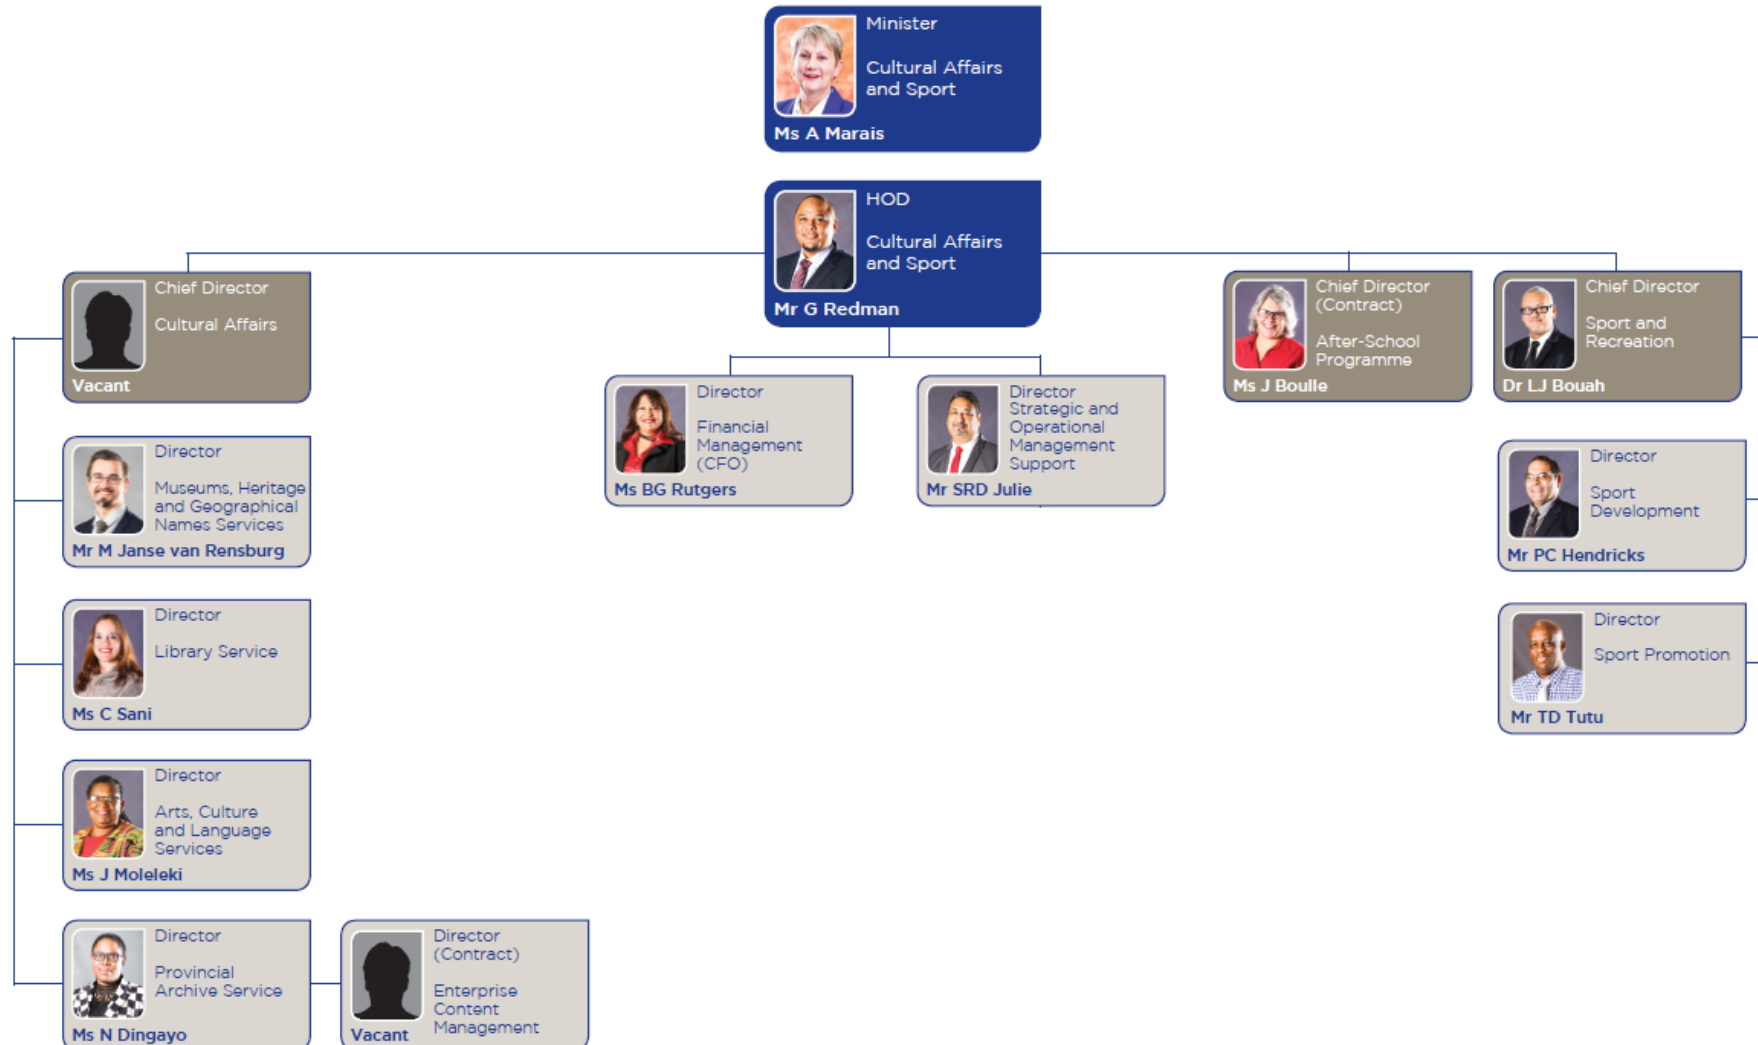 Minister
Cultural Affairs
and Sport
Ms A Marais
HOD
Cultural Affairs
and Sport
Mr G Redman
Chief Director
Cultural Affairs
Vacant
Director
Financial
Management
(CFO)
Ms BG Rutgers
Director
Strategic and
Operational
Management
Support
Mr SRD Julie
Chief Director
(Contract)
After-School
Programme
Ms J Boulle
Chief Director
Sport and
Recreation
Dr LJ Bouah
Director
Museums, Heritage
and Geographical
Names Services
Mr M Janse van Rensburg
Director
Sport
Development
Mr PC Hendricks
Director
Library Service
Ms C Sani
Director
Sport Promotion
Mr TD Tutu
Director
Arts, Culture
and Language
Services
Ms J Moleleki
Director
Provincial
Archive Service
Ms N Dingayo
Director
(Contract)
Enterprise
Content
Management
Vacant